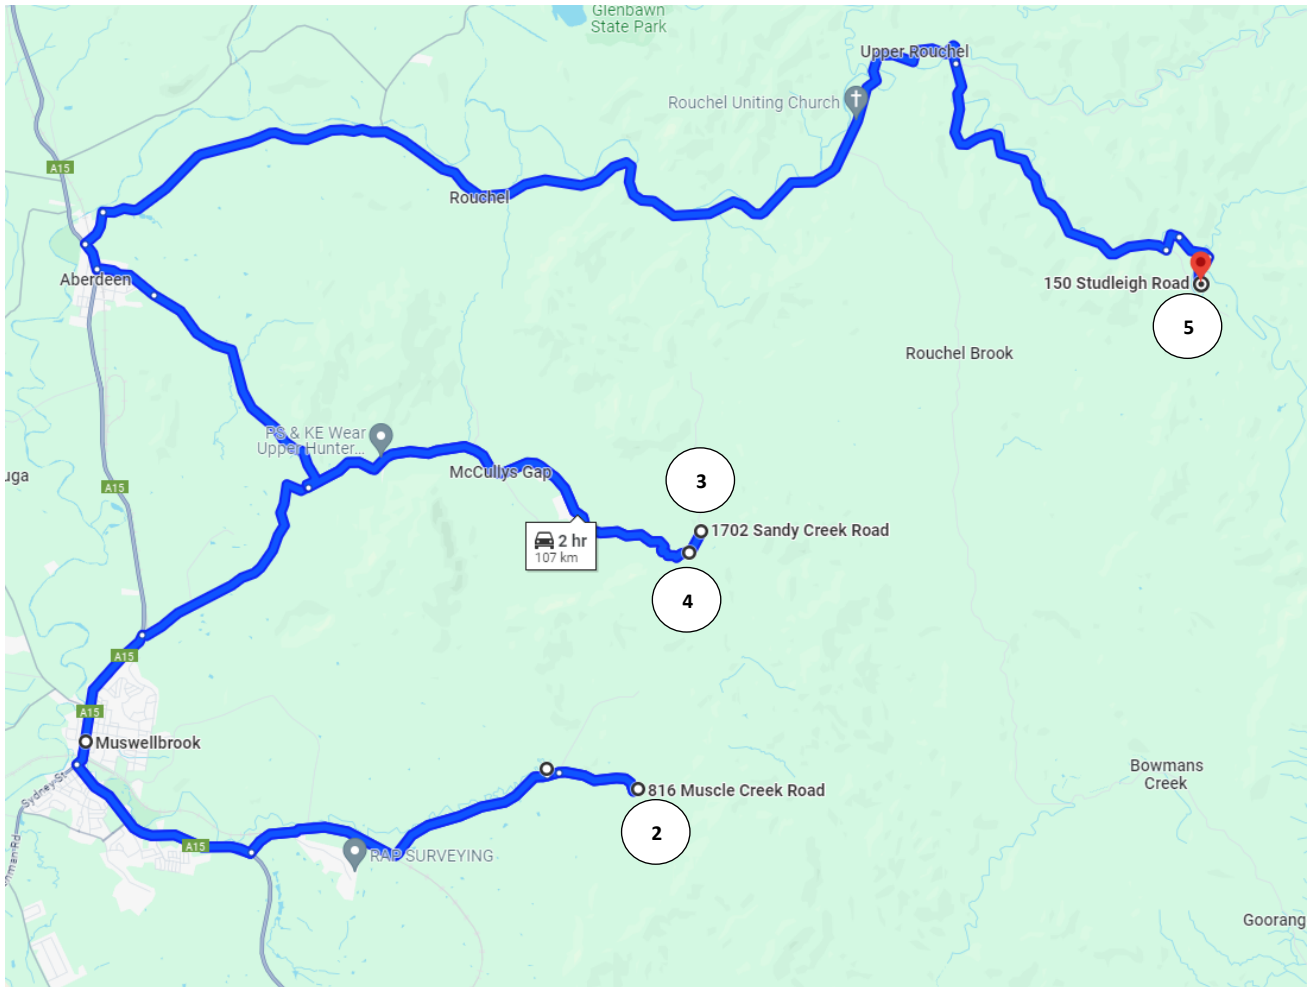 Glenbawn
State Park
Upper Rouchel
Rouchel Uniting Church
A15
Rouchel
Aberdeen
150 Studleigh Road
5
Rouchel Brook
PS & KE Wear
Upper Hunter...
McCullys Gap
uga
A15
3
1702 Sandy Creek Road
2 hr
107 km
4
A15
A15
Muswellbrook
Sydney St
Bowmans
Creek
816 Muscle Creek Road
2
A15
RAP SURVEYING
Goorang